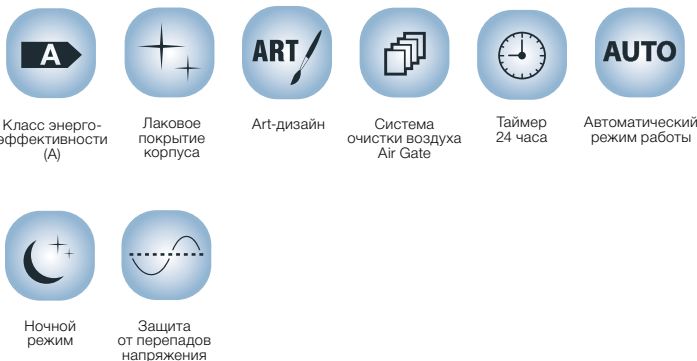 A
ART
AUTO
Класс энерго-
эффективности
(A)
Лаковое
покрытие
корпуса
Art-дизайн
Система
очистки воздуха
Air Gate
Таймер
24 часа
Автоматический
режим работы
Ночной
режим
Защита
от перепадов
напряжения